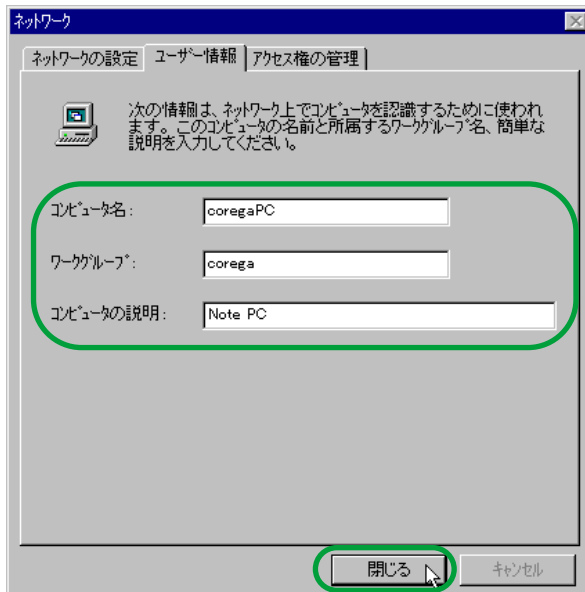 ネットワーク
ネットワークの設定 ユーザー情報 アクセス権の管理
次の情報は、ネットワーク上でコンピュータを認識するために使われ
ます。このコンピュータの名前と所属するワークグループ名、簡単な
説明を入力してください。
コンピュータ名: coregaPC
ワークグループ: corega
コンピュータの説明: Note PC
閉じる キャンセル